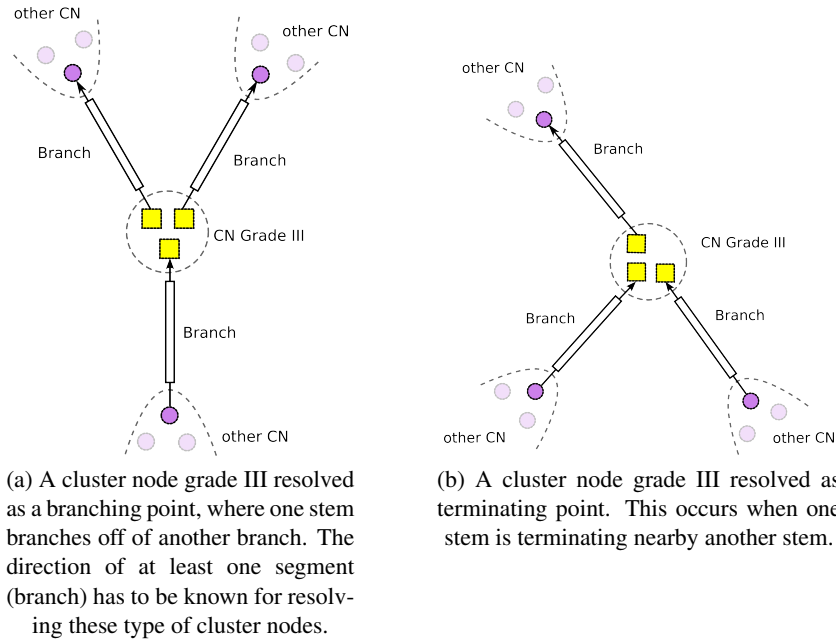 other CN
other CN
Branch
Branch
CN Grade III
Branch
other CN
(a) A cluster node grade III resolved
as a branching point, where one stem
branches off of another branch. The
direction of at least one segment
(branch) has to be known for resolv-
ing these type of cluster nodes.
other CN
Branch
CN Grade III
Branch
Branch
other CN
other CN
(b) A cluster node grade III resolved as
terminating point. This occurs when one
stem is terminating nearby another stem.